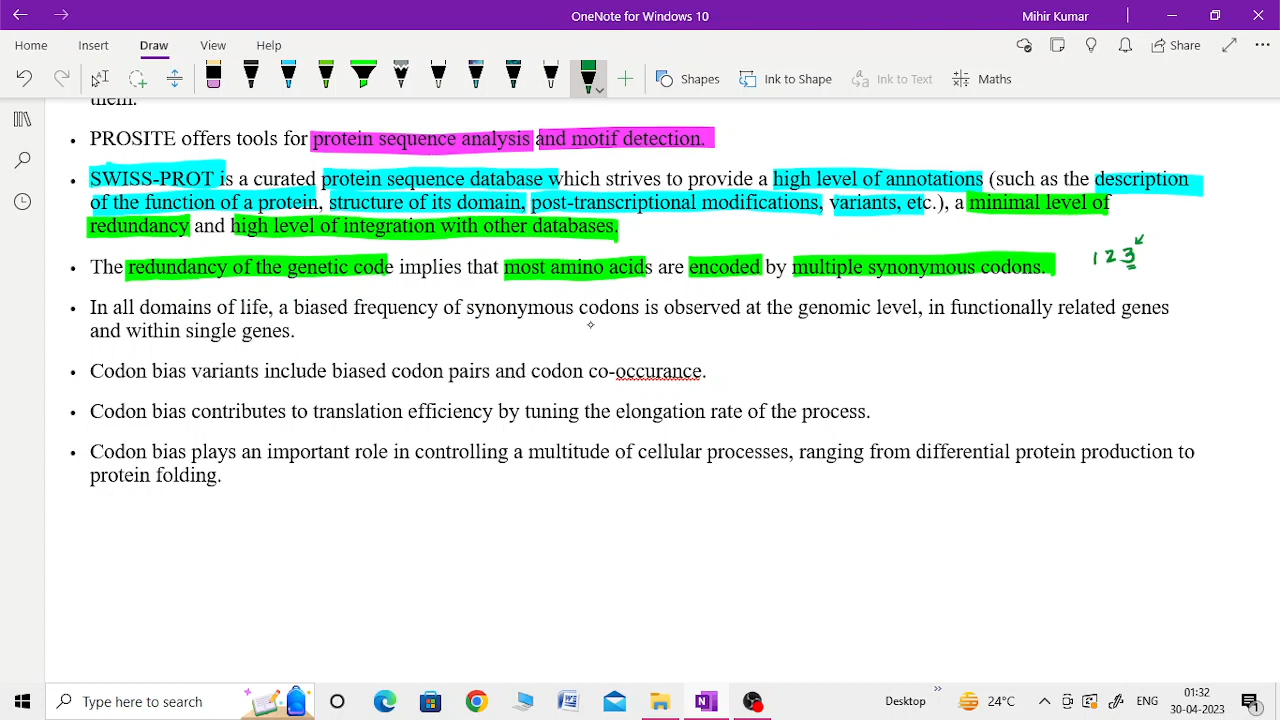 OneNote for Windows 10
Mihir Kumar
Home Insert Draw View Help
Share
Shapes
Ink to Shape
Ink to Text
Maths
them.
• PROSITE offers tools for protein sequence analysis and motif detection.
• SWISS-PROT is a curated protein sequence database which strives to provide a high level of annotations (such as the description
of the function of a protein, structure of its domain, post-transcriptional modifications, variants, etc.), a minimal level of
redundancy and high level of integration with other databases.
• The redundancy of the genetic code implies that most amino acids are encoded by multiple synonymous codons.
1 2 3
• In all domains of life, a biased frequency of synonymous codons is observed at the genomic level, in functionally related genes
and within single genes.
• Codon bias variants include biased codon pairs and codon co-occurance.
• Codon bias contributes to translation efficiency by tuning the elongation rate of the process.
• Codon bias plays an important role in controlling a multitude of cellular processes, ranging from differential protein production to
protein folding.
Type here to search
Desktop
24°C
ENG
01:32
30-04-2023
1